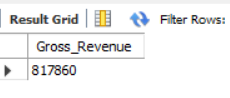 Result Grid Filter Rows:
Gross_Revenue
817860